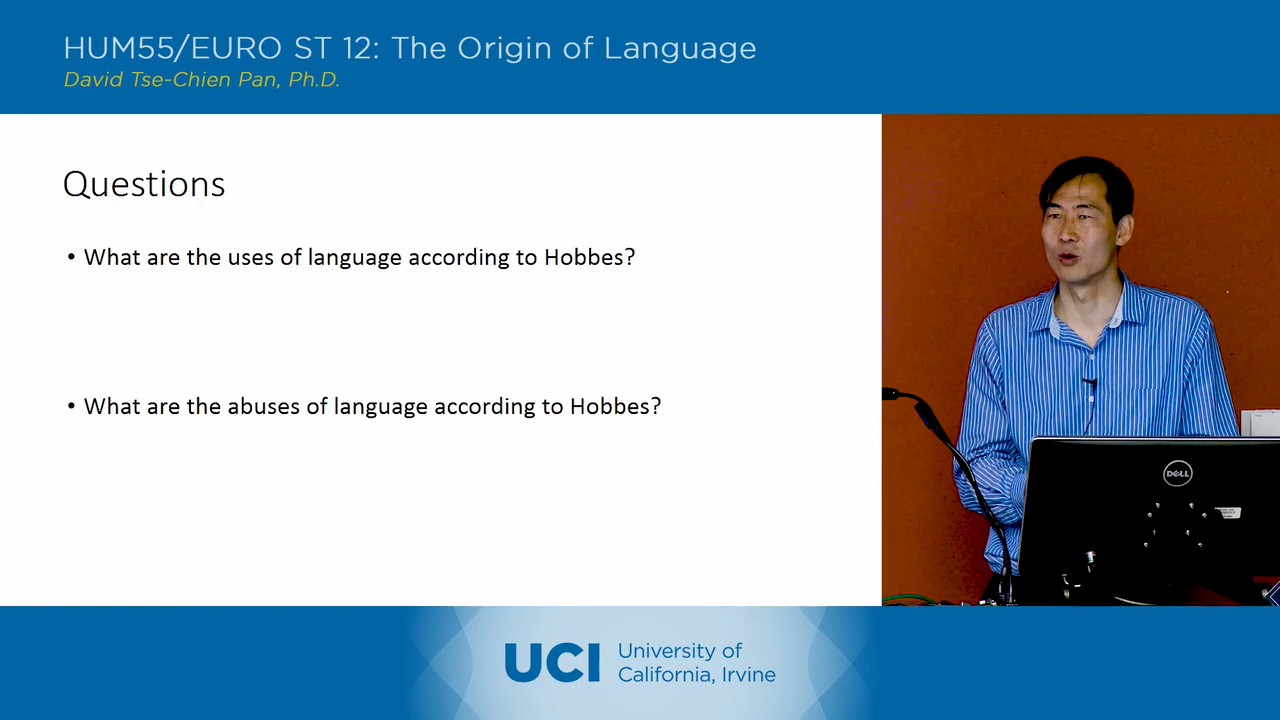 HUM55/EURO ST 12: The Origin of Language
David Tse-Chien Pan, Ph.D.
Questions
• What are the uses of language according to Hobbes?
• What are the abuses of language according to Hobbes?
DELL
UCI University of
California, Irvine